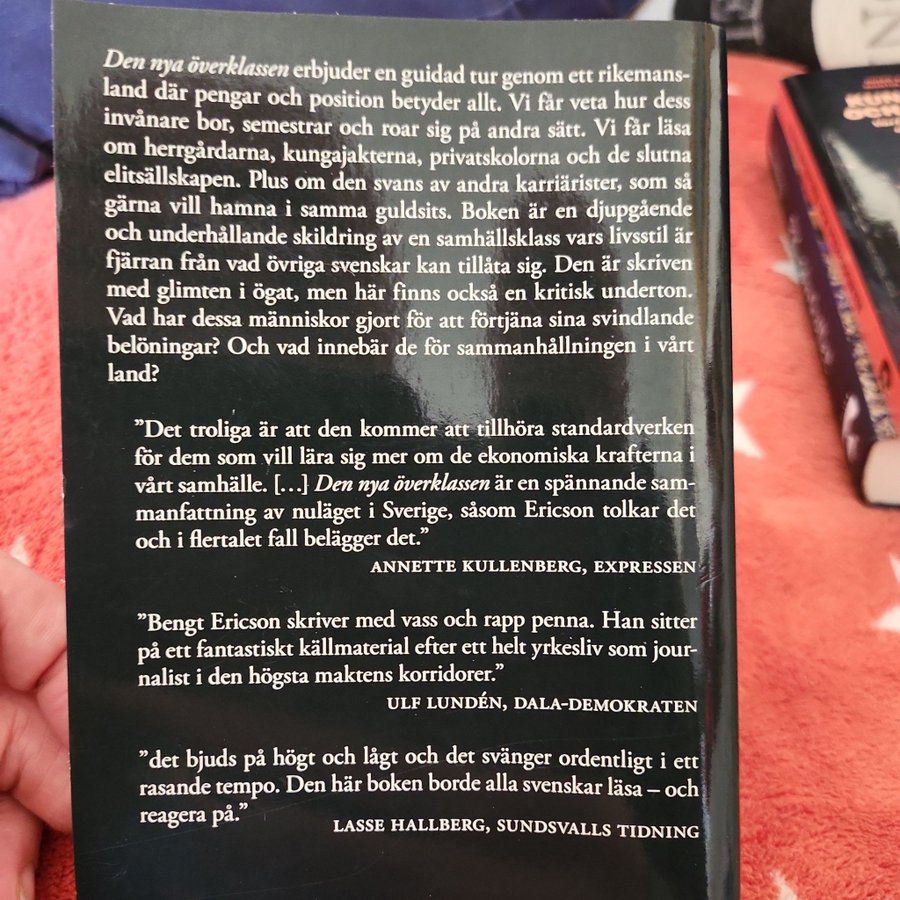 Den nya överklassen erbjuder en guidad tur genom ett rikemans-
land där pengar och position betyder allt. Vi får veta hur dess
invånare bor, semestrar och roar sig på andra sätt. Vi får läsa
om herrgårdarna, kungajakterna, privatskolorna och de slutna
elitsällskapen. Plus om den svans av andra karriärister, som så
gärna vill hamna i samma guldsits. Boken är en djupgående
och underhållande skildring av en samhällsklass vars livsstil är
fjärran från vad övriga svenskar kan tillåta sig. Den är skriven
med glimten i ögat, men här finns också en kritisk underton.
Vad har dessa människor gjort för att förtjäna sina svindlande
belöningar? Och vad innebär de för sammanhållningen i vårt
land?
”Det troliga är att den kommer att tillhöra standardverken
för dem som vill lära sig mer om de ekonomiska krafterna i
vårt samhälle. […] Den nya överklassen är en spännande sam-
manfattning av nuläget i Sverige, såsom Ericson tolkar det
och i flertalet fall belägger det.”
ANNETTE KULLENBERG, EXPRESSEN
”Bengt Ericson skriver med vass och rapp penna. Han sitter
på ett fantastiskt källmaterial efter ett helt yrkesliv som jour-
nalist i den högsta maktens korridorer.”
ULF LUNDÉN, DALA-DEMOKRATEN
”det bjuds på högt och lågt och det svänger ordentligt i ett
rasande tempo. Den här boken borde alla svenskar läsa – och
reagera på.”
LASSE HALLBERG, SUNDSVALLS TIDNING